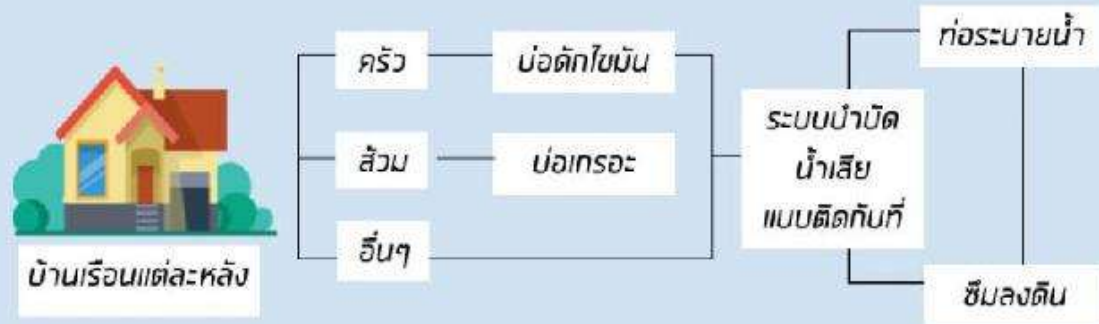 บ้านเรือนแต่ละหลัง
ครัว
บ่อดักไขมัน
ส้วม
บ่อเกรอะ
อื่นๆ
ระบบบำบัด
น้ำเสีย
แบบติดกับที่
ท่อระบายน้ำ
ซึมลงดิน